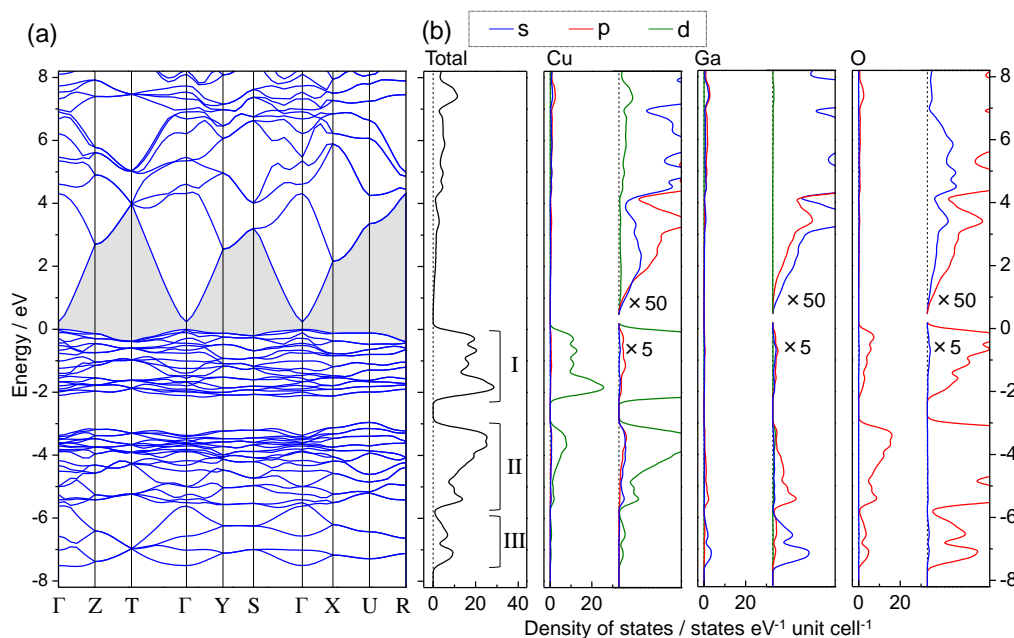 (a)
(b)
s p d
Total Cu Ga O
8
6
4
2
0
-2
-4
-6
-8
Energy / eV
Γ Z T Γ Y S Γ X U R
× 50 × 50 × 50
× 5 × 5 × 5
I
II
III
8
6
4
2
0
-2
-4
-6
-8
0 20 40 0 20 0 20 0 20
Density of states / states eV⁻¹ unit cell⁻¹